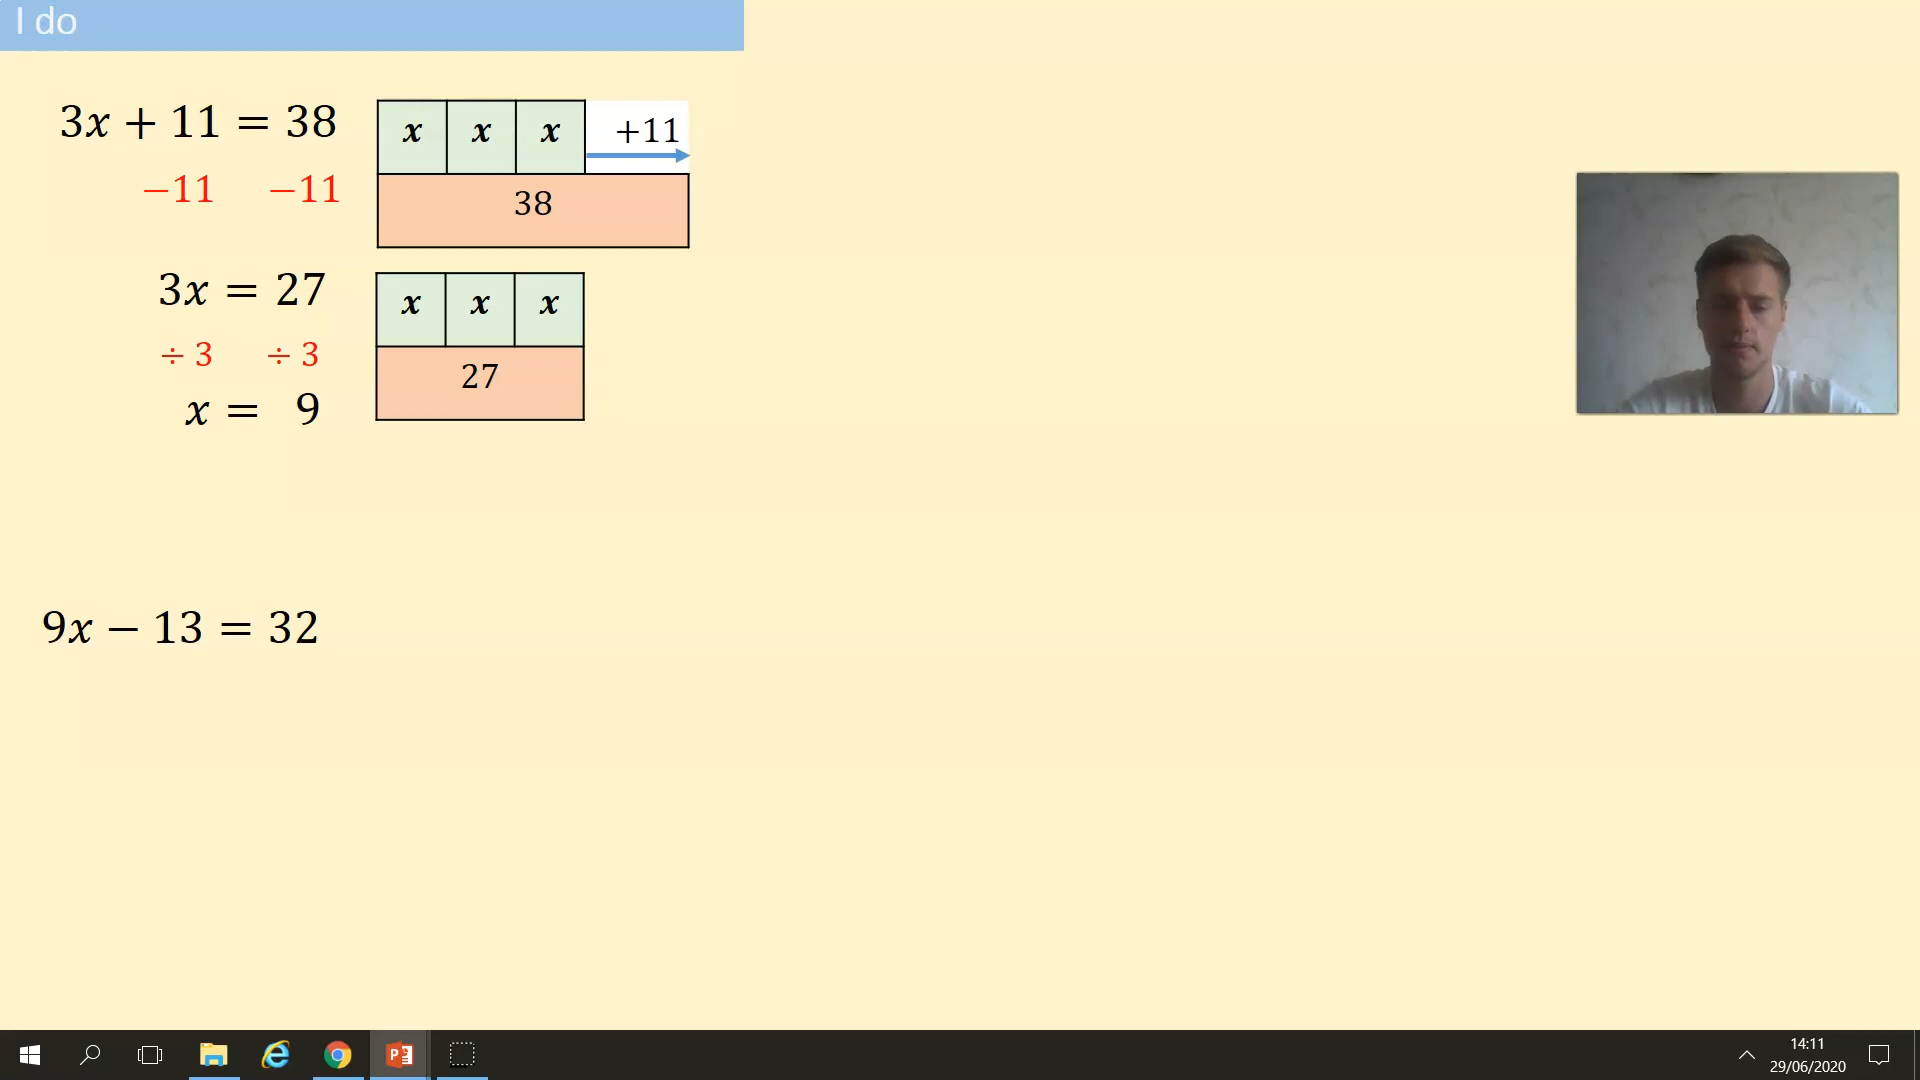 I do
3x + 11 = 38
−11 −11
3x = 27
÷ 3 ÷ 3
x = 9
x x x +11
38
x x x
27
9x − 13 = 32
14:11
29/06/2020